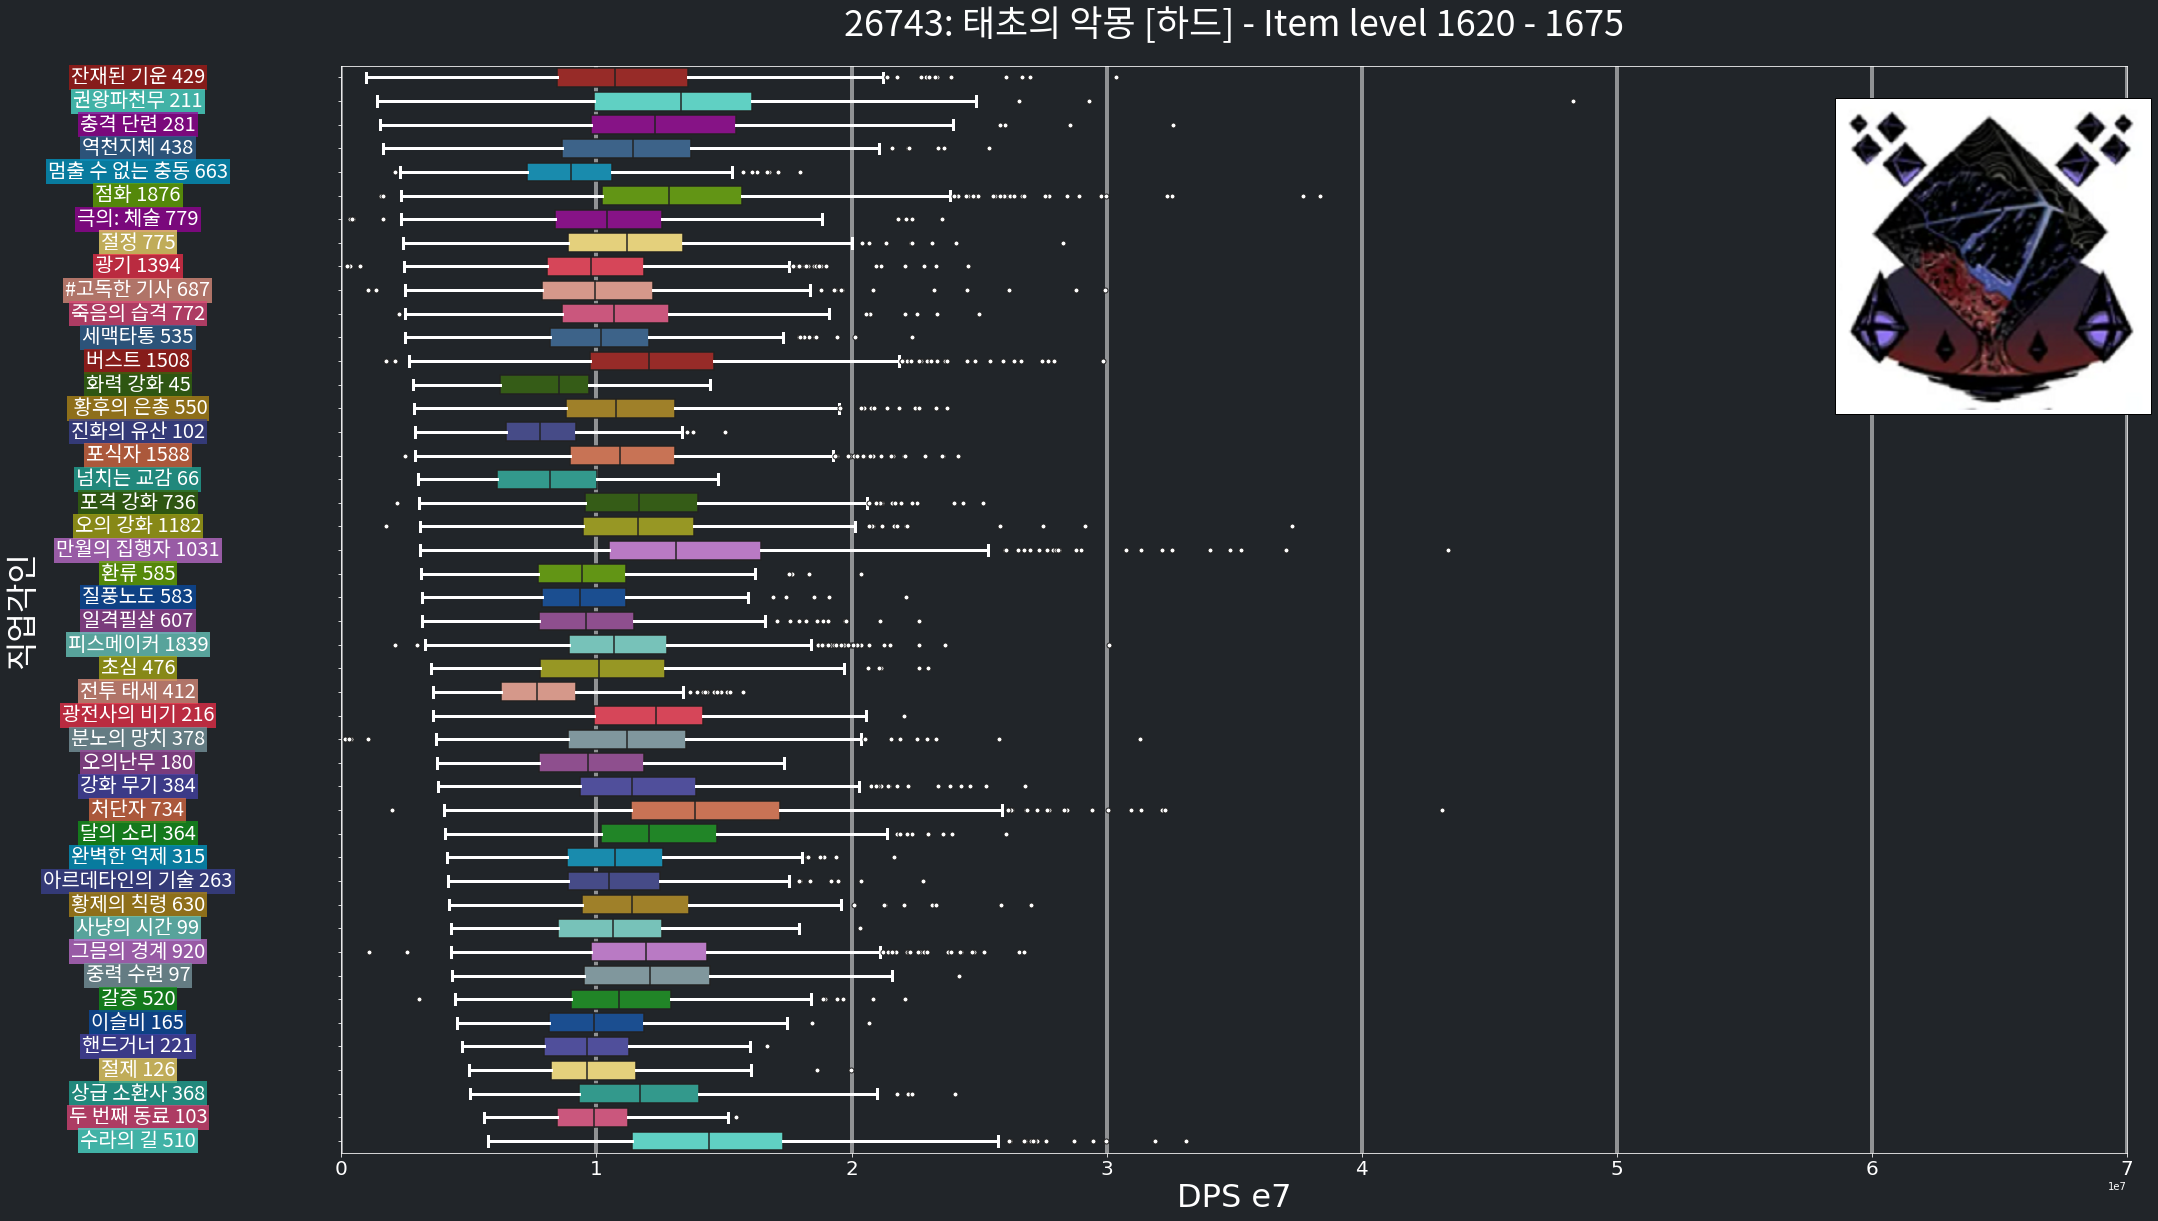 26743: 태초의 악몽 [하드] - Item level 1620 - 1675
잔재된 기운 429
권왕파천무 211
충격 단련 281
역천지체 438
멈출 수 없는 충동 663
점화 1876
극의: 체술 779
절정 775
광기 1394
#고독한 기사 687
죽음의 습격 772
세맥타통 535
버스트 1508
화력 강화 45
황후의 은총 550
진화의 유산 102
포식자 1588
넘치는 교감 66
포격 강화 736
오의 강화 1182
만월의 집행자 1031
환류 585
질풍노도 583
일격필살 607
피스메이커 1839
초심 476
전투 태세 412
광전사의 비기 216
분노의 망치 378
오의난무 180
강화 무기 384
처단자 734
달의 소리 364
완벽한 억제 315
아르데타인의 기술 263
황제의 칙령 630
사냥의 시간 99
그믐의 경계 920
중력 수련 97
갈증 520
이슬비 165
핸드거너 221
절제 126
상급 소환사 368
두 번째 동료 103
수라의 길 510
직업각인
0 1 2 3 4 5 6 7
1e7
DPS e7